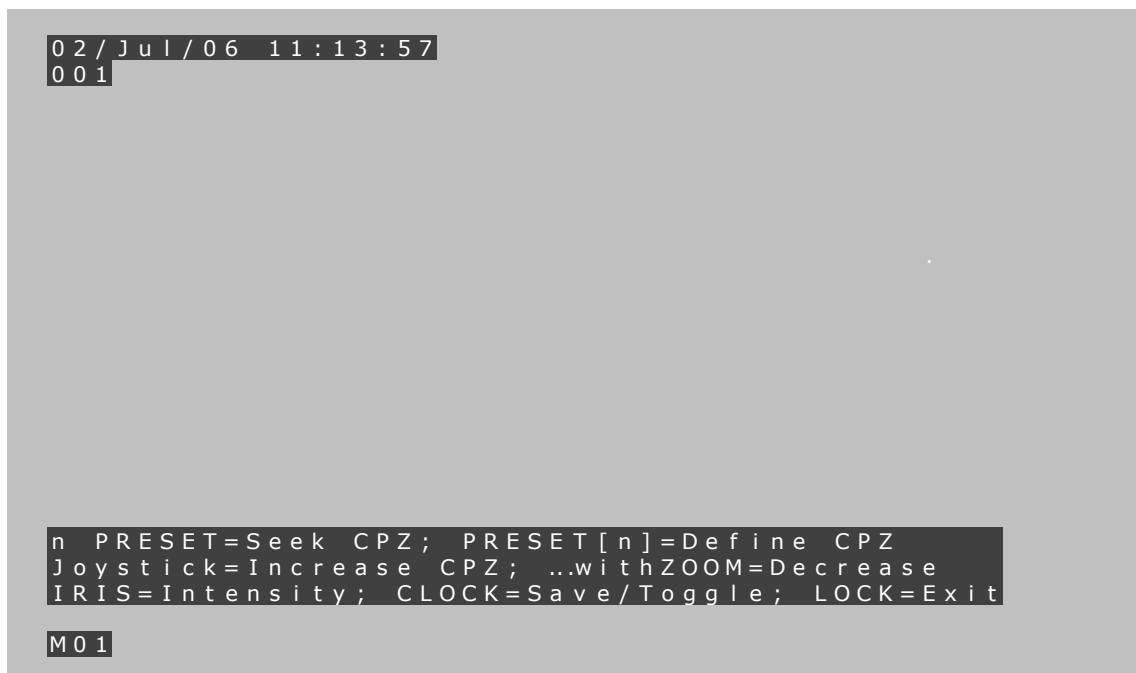 02/Jul/06 11:13:57
001
.
n PRESET=Seek CPZ; PRESET[n]=Define CPZ
Joystick=Increase CPZ; ...withZOOM=Decrease
IRIS=Intensity; CLOCK=Save/Toggle; LOCK=Exit
M01